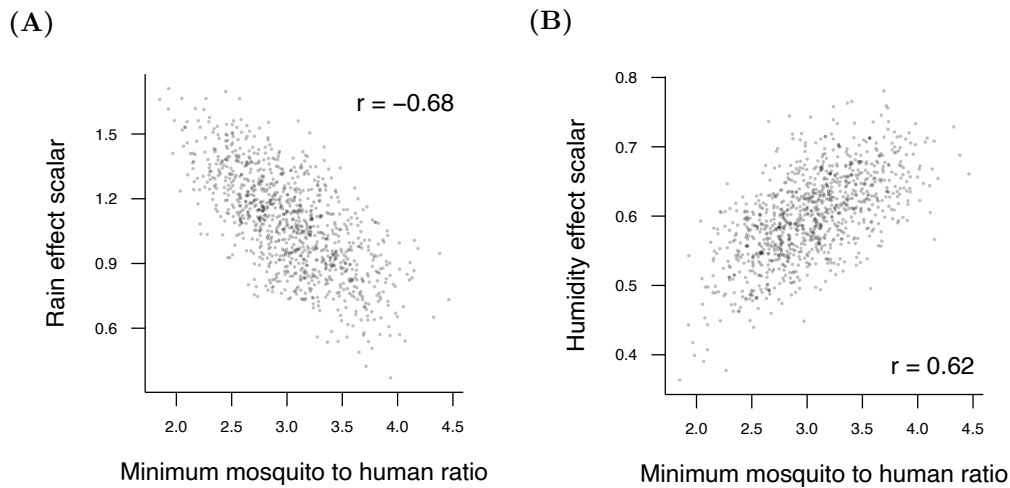 (A)
r = −0.68
Rain effect scalar
1.5
1.2
0.9
0.6
2.0 2.5 3.0 3.5 4.0 4.5
Minimum mosquito to human ratio
(B)
0.8
0.7
0.6
0.5
0.4
Humidity effect scalar
r = 0.62
2.0 2.5 3.0 3.5 4.0 4.5
Minimum mosquito to human ratio